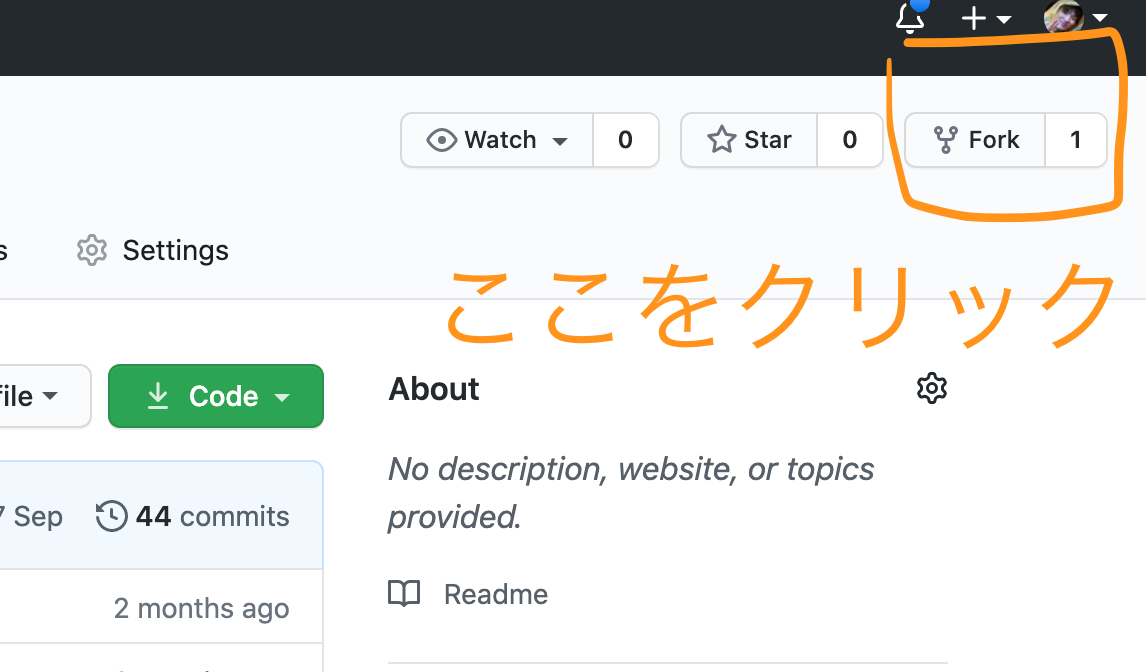 Watch 0 Star 0 Fork 1
s Settings
ここをクリック
file Code
About
No description, website, or topics
provided.
7 Sep 44 commits
Readme
2 months ago